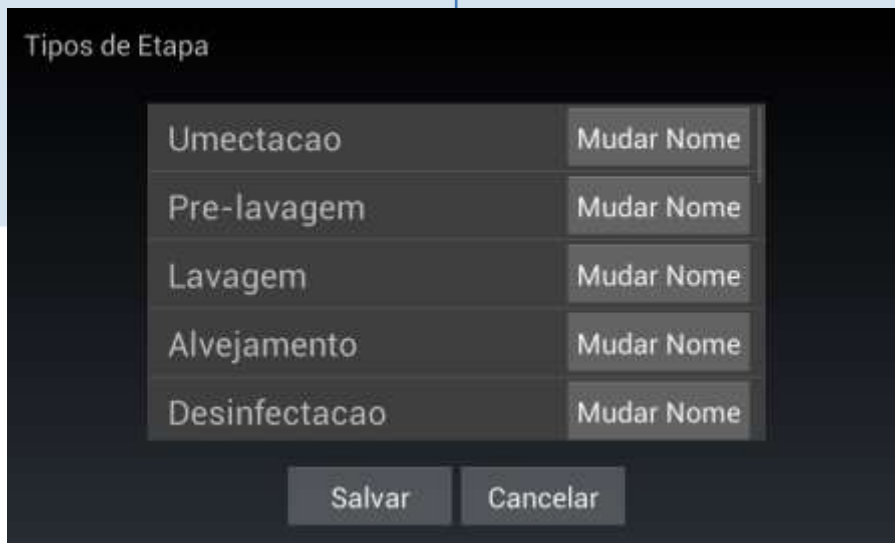 Tipos de Etapa
Umectacao Mudar Nome
Pre-lavagem Mudar Nome
Lavagem Mudar Nome
Alvejamento Mudar Nome
Desinfectacao Mudar Nome
Salvar Cancelar